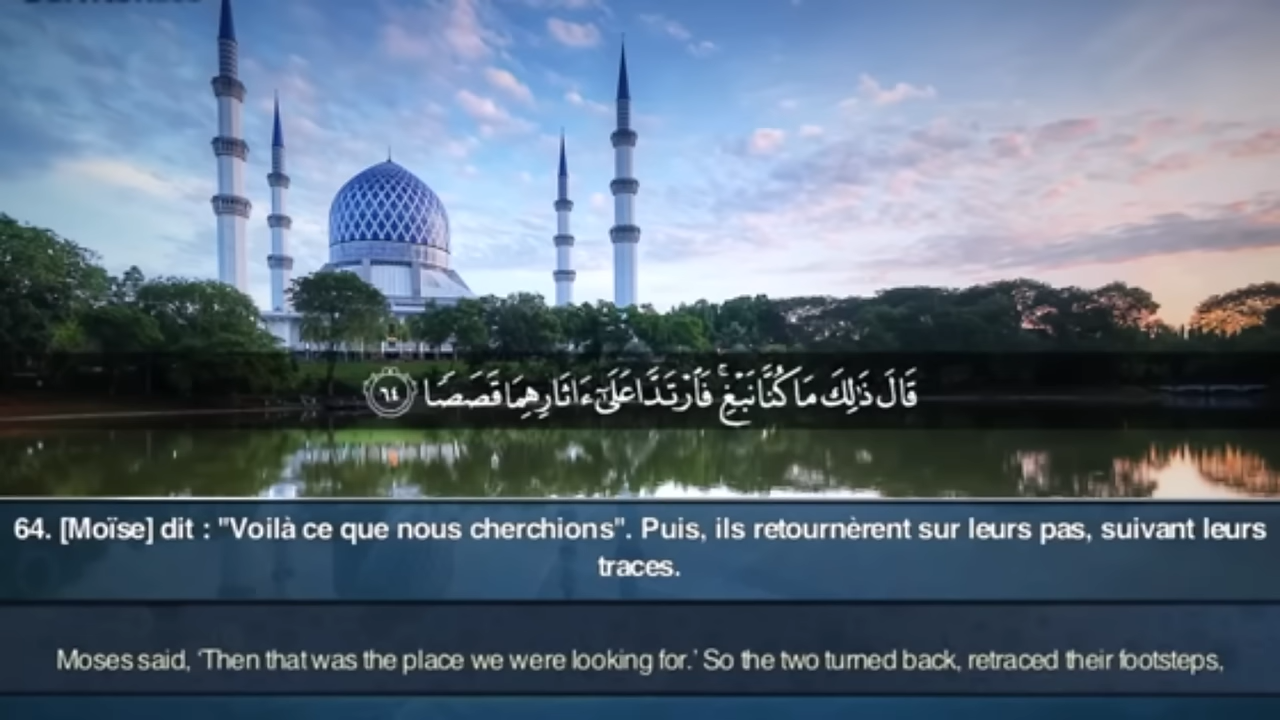 قَالَ ذَٰلِكَ مَا كُنَّا نَبْغِ ۚ فَارْتَدَّا عَلَىٰ ءَاثَارِهِمَا قَصَصًا ٦٤
64. [Moïse] dit : "Voilà ce que nous cherchions". Puis, ils retournèrent sur leurs pas, suivant leurs
traces.
Moses said, 'Then that was the place we were looking for.' So the two turned back, retraced their footsteps,